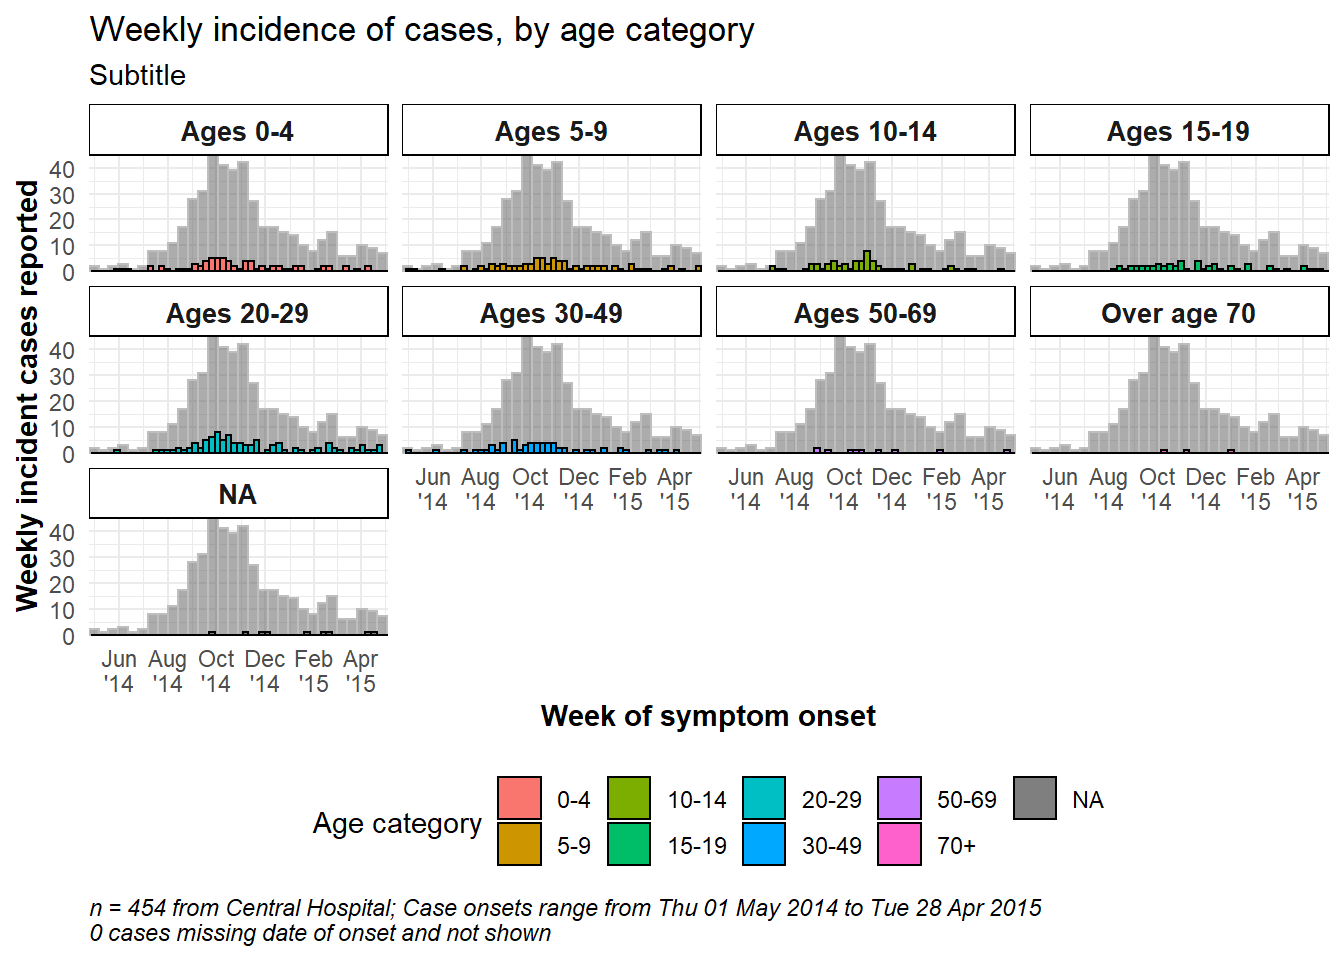 Weekly incidence of cases, by age category
Subtitle
Ages 0-4
Ages 5-9
Ages 10-14
Ages 15-19
40
30
20
10
0
Ages 20-29
Ages 30-49
Ages 50-69
Over age 70
40
30
20
10
0
Jun '14
Aug '14
Oct '14
Dec '14
Feb '15
Apr '15
Jun '14
Aug '14
Oct '14
Dec '14
Feb '15
Apr '15
Jun '14
Aug '14
Oct '14
Dec '14
Feb '15
Apr '15
NA
40
30
20
10
0
Jun '14
Aug '14
Oct '14
Dec '14
Feb '15
Apr '15
Weekly incident cases reported
Week of symptom onset
Age category
0-4
10-14
20-29
50-69
NA
5-9
15-19
30-49
70+
n = 454 from Central Hospital; Case onsets range from Thu 01 May 2014 to Tue 28 Apr 2015
0 cases missing date of onset and not shown